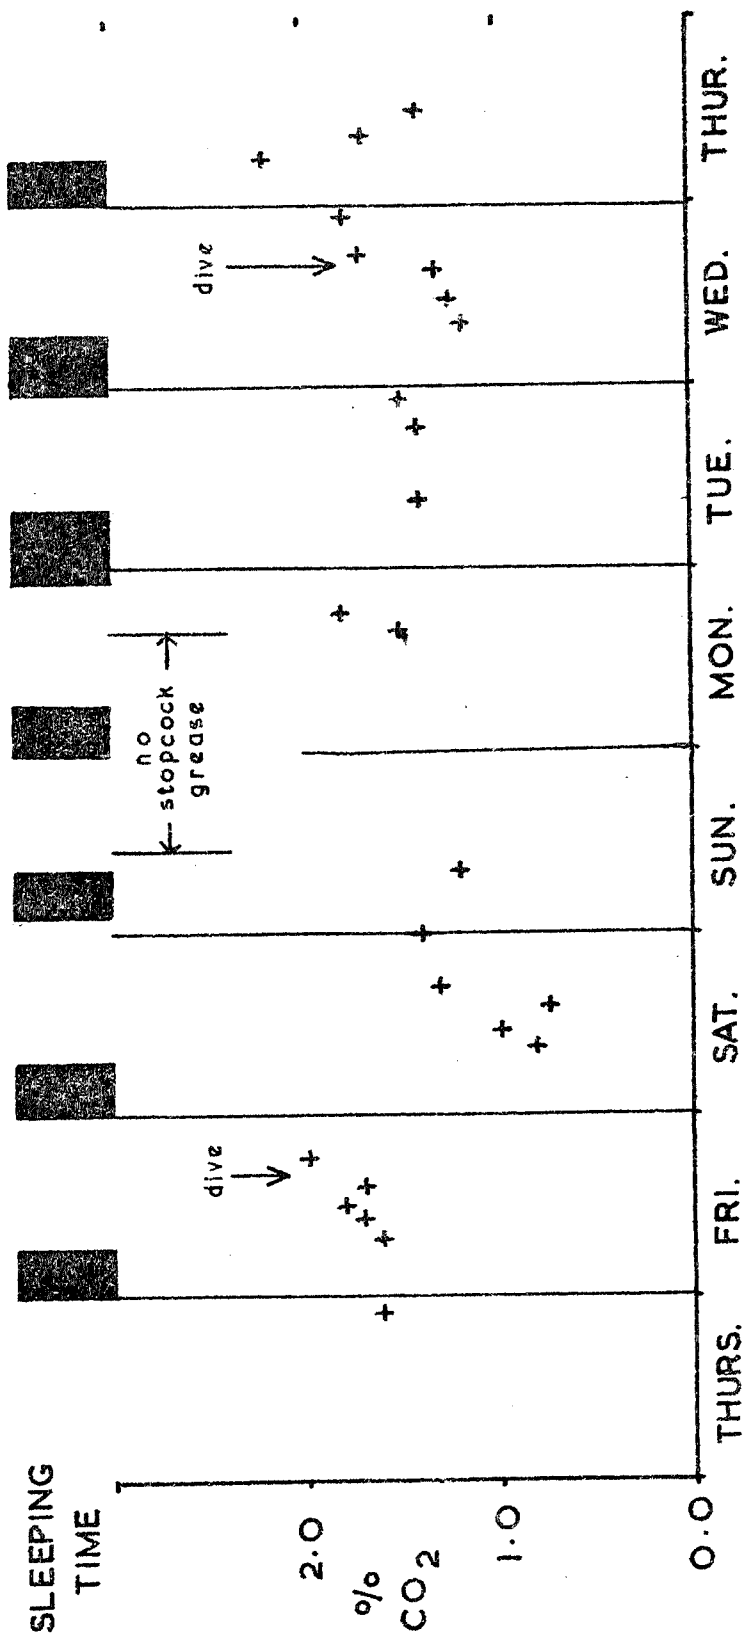 SLEEPING
TIME
2.0
%
CO2
1.0
0.0
dive
no
stopcock
grease
dive
THURS.
FRI.
SAT.
SUN.
MON.
TUE.
WED.
THUR.